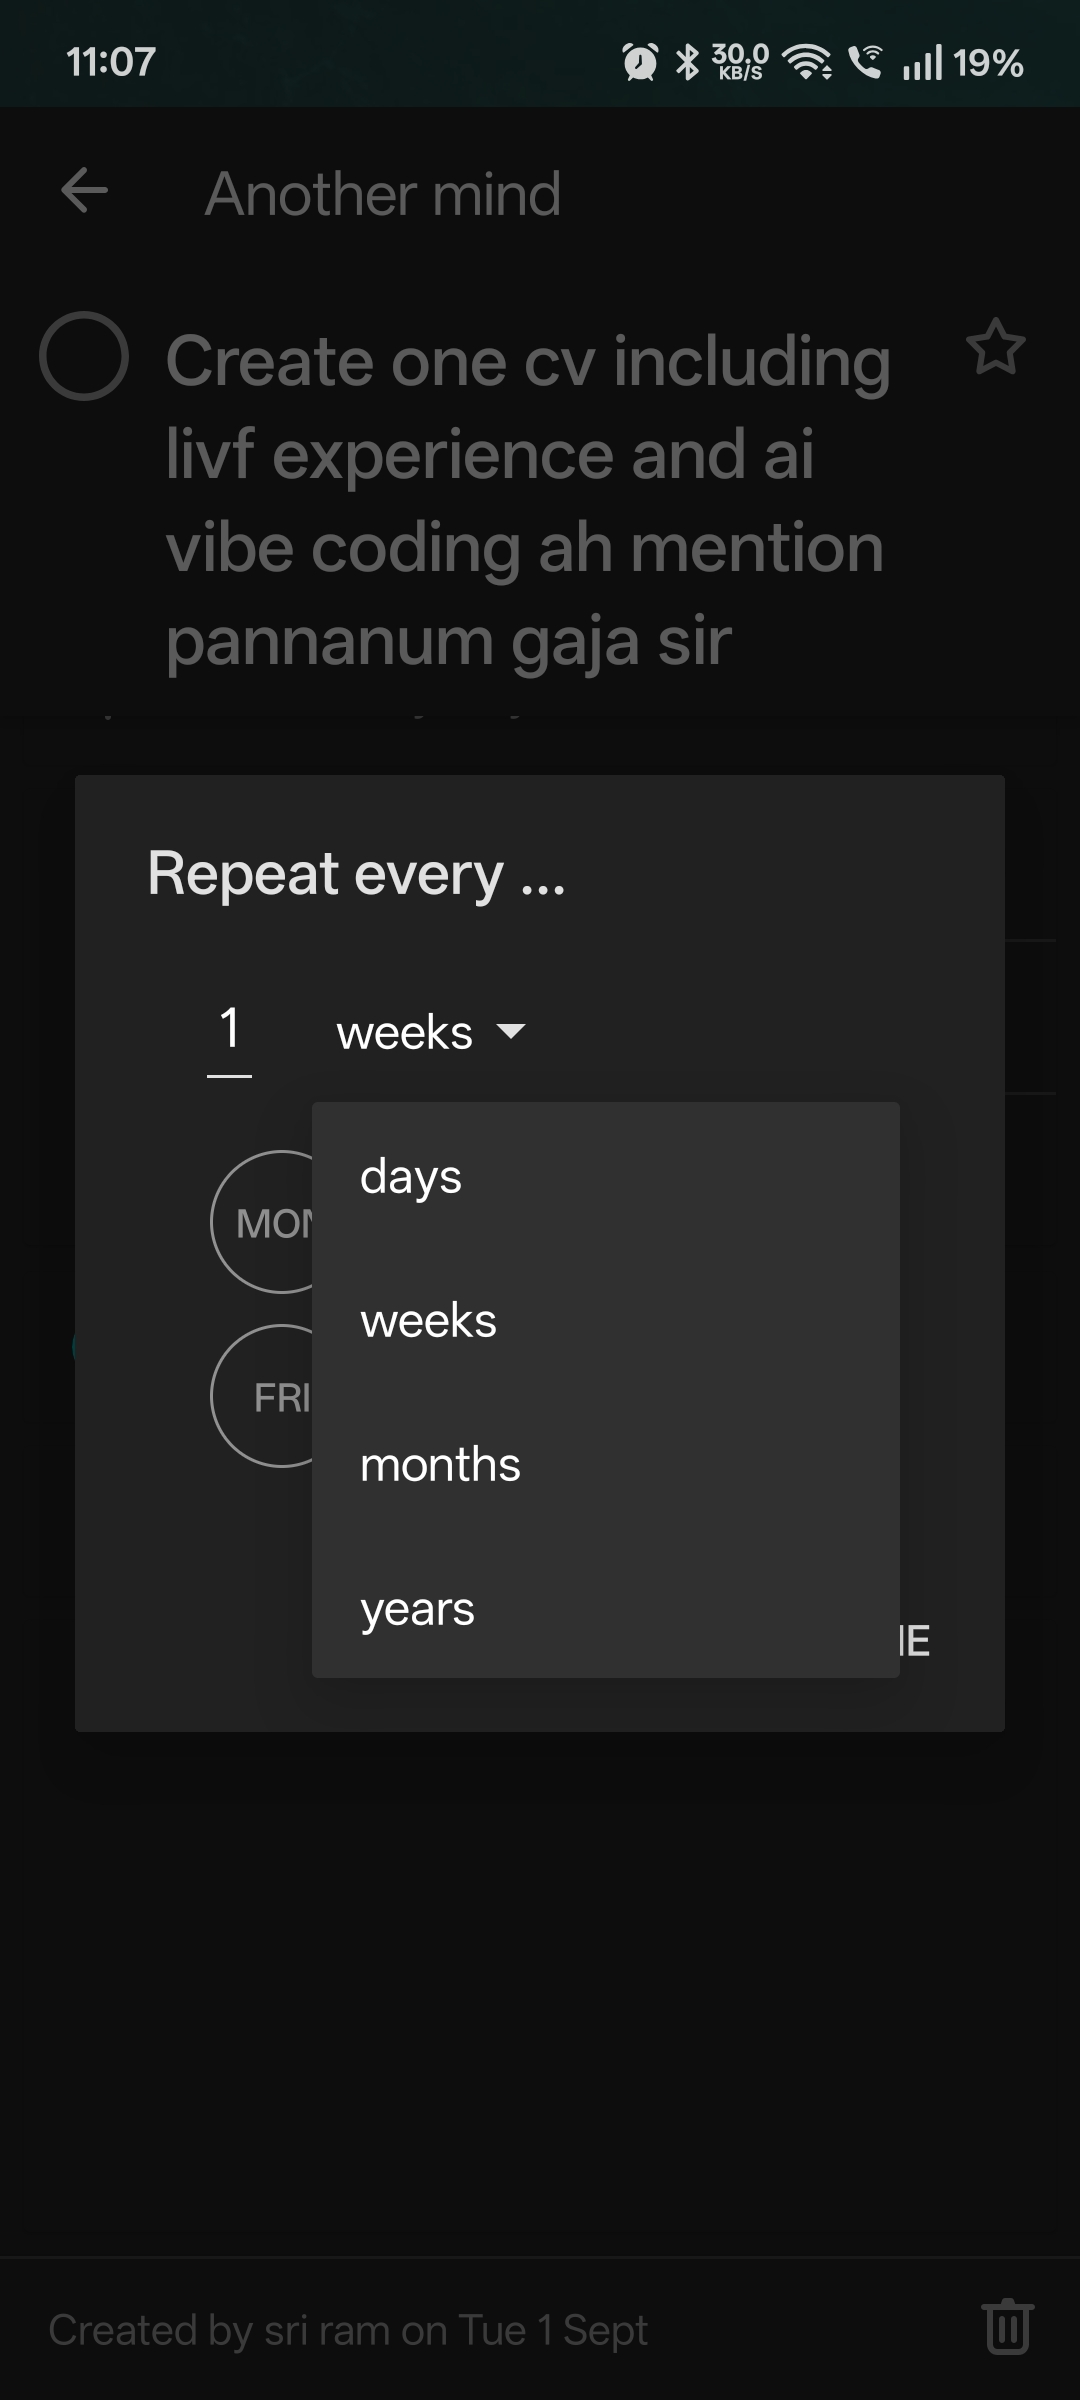 11:07
30.0
KB/S
19%
Another mind
Create one cv including
livf experience and ai
vibe coding ah mention
pannanum gaja sir
Repeat every ...
1 weeks
days
MON
weeks
FRI
months
years
Created by sri ram on Tue 1 Sept